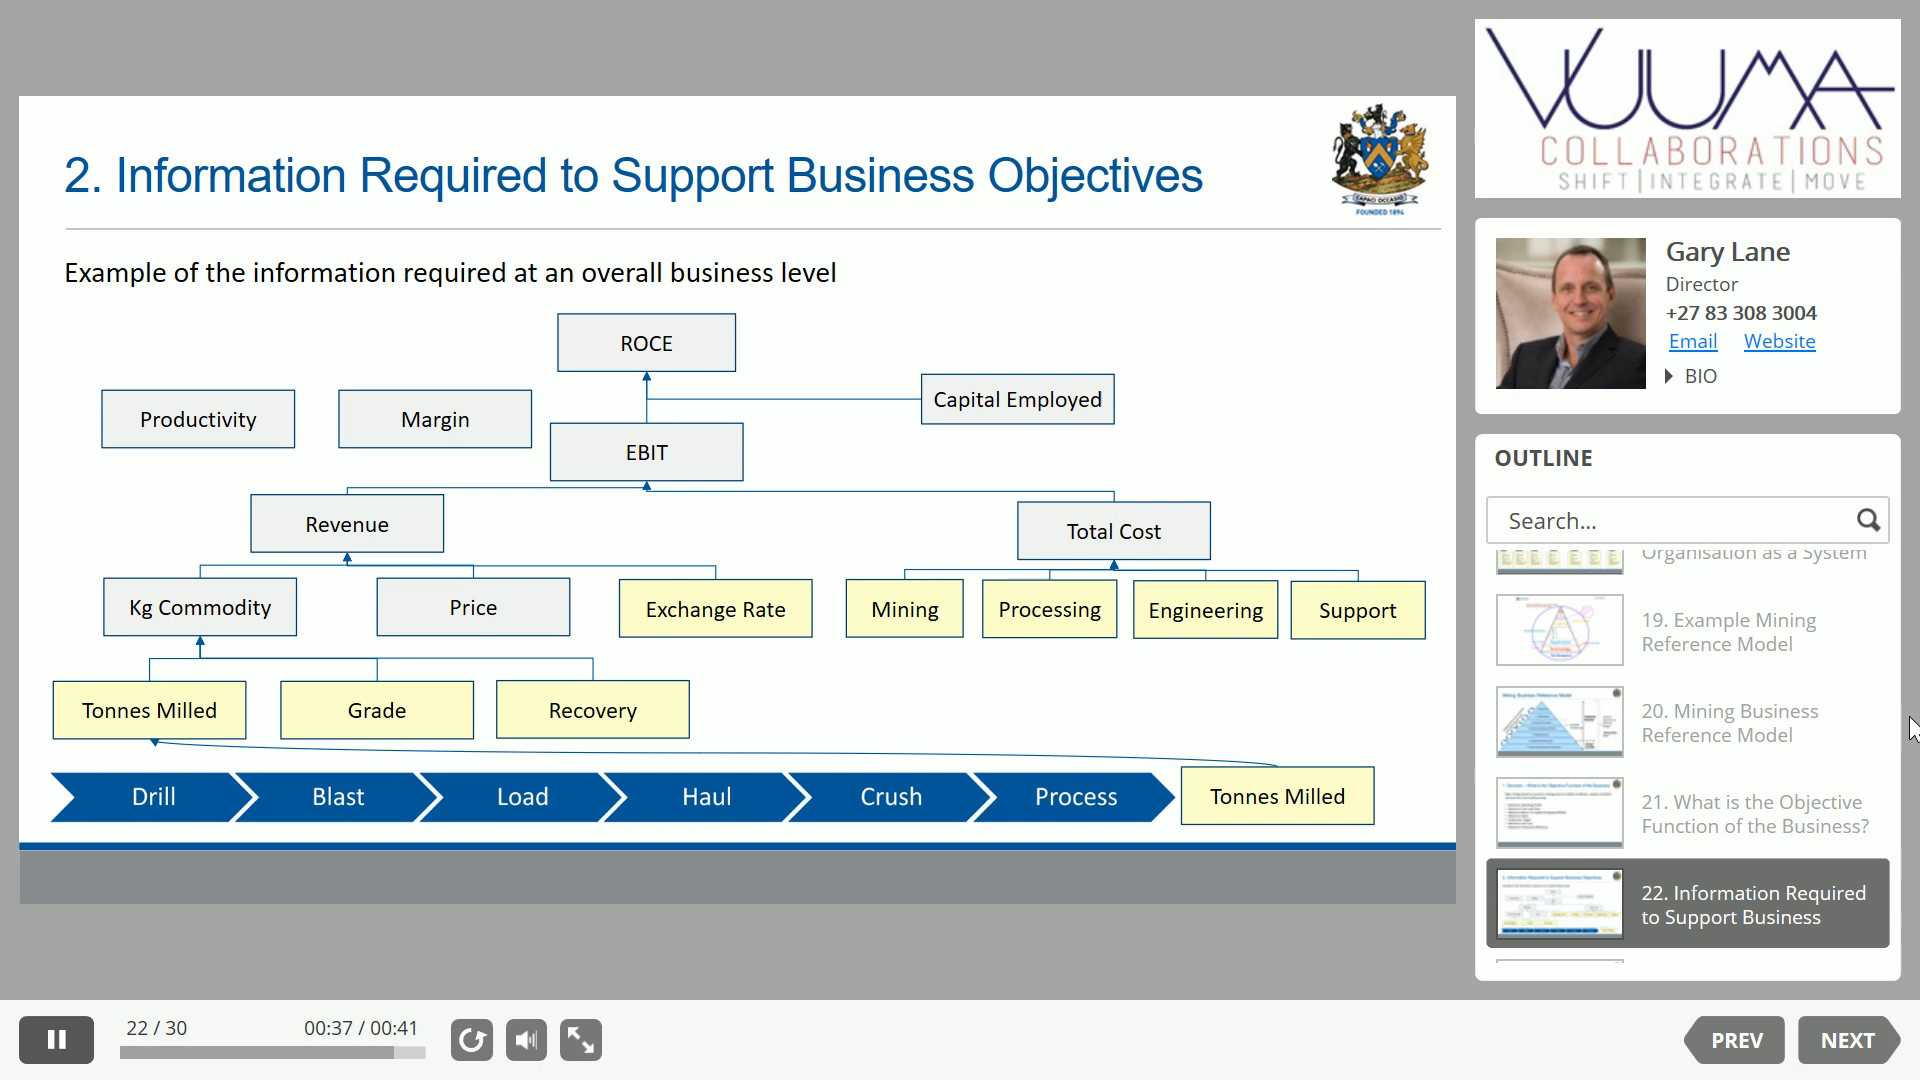 2. Information Required to Support Business Objectives
CAPACI OCCASIO
FOUNDED 1894
Example of the information required at an overall business level
ROCE
Capital Employed
Productivity
Margin
EBIT
Revenue
Total Cost
Kg Commodity
Price
Exchange Rate
Mining
Processing
Engineering
Support
Tonnes Milled
Grade
Recovery
Drill
Blast
Load
Haul
Crush
Process
Tonnes Milled
VUUMA
COLLABORATIONS
SHIFT|INTEGRATE|MOVE
Gary Lane
Director
+27 83 308 3004
Email Website
BIO
OUTLINE
Search...
Organisation as a System
19. Example Mining
Reference Model
20. Mining Business
Reference Model
21. What is the Objective
Function of the Business?
22. Information Required
to Support Business
22 / 30
00:37 / 00:41
PREV
NEXT